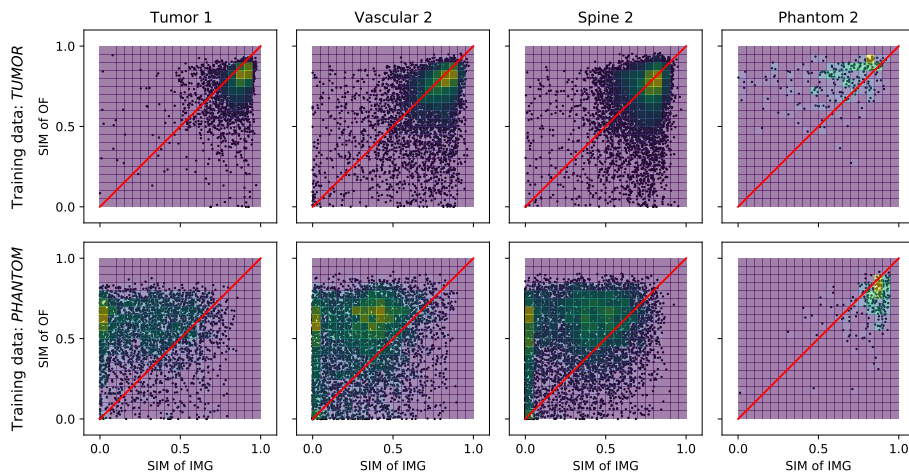 Tumor 1 Vascular 2 Spine 2 Phantom 2
Training data: TUMOR
SIM of OF
1.0
0.5
0.0
Training data: PHANTOM
SIM of OF
1.0
0.5
0.0
0.0 0.5 1.0 0.0 0.5 1.0 0.0 0.5 1.0 0.0 0.5 1.0
SIM of IMG SIM of IMG SIM of IMG SIM of IMG